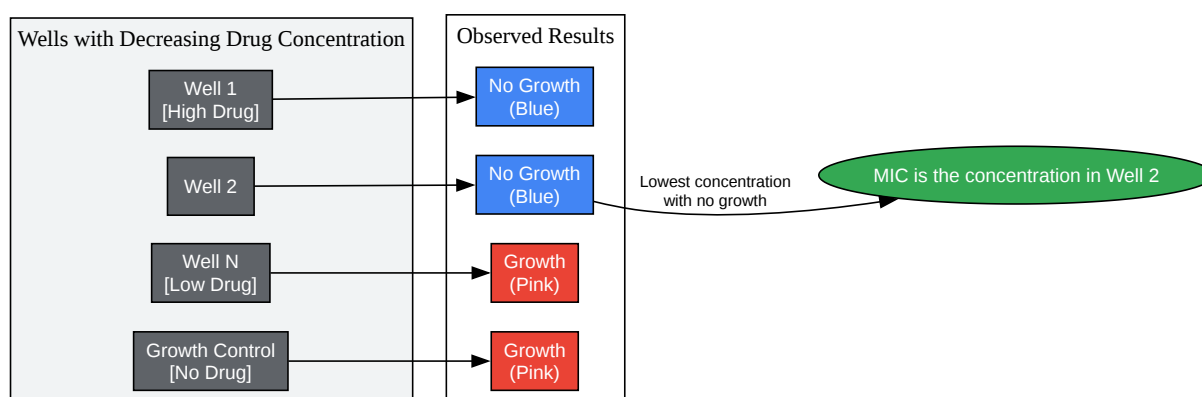 Wells with Decreasing Drug Concentration
Observed Results
Well 1
[High Drug]
No Growth
(Blue)
Well 2
No Growth
(Blue)
Lowest concentration
with no growth
MIC is the concentration in Well 2
Well N
[Low Drug]
Growth
(Pink)
Growth Control
[No Drug]
Growth
(Pink)